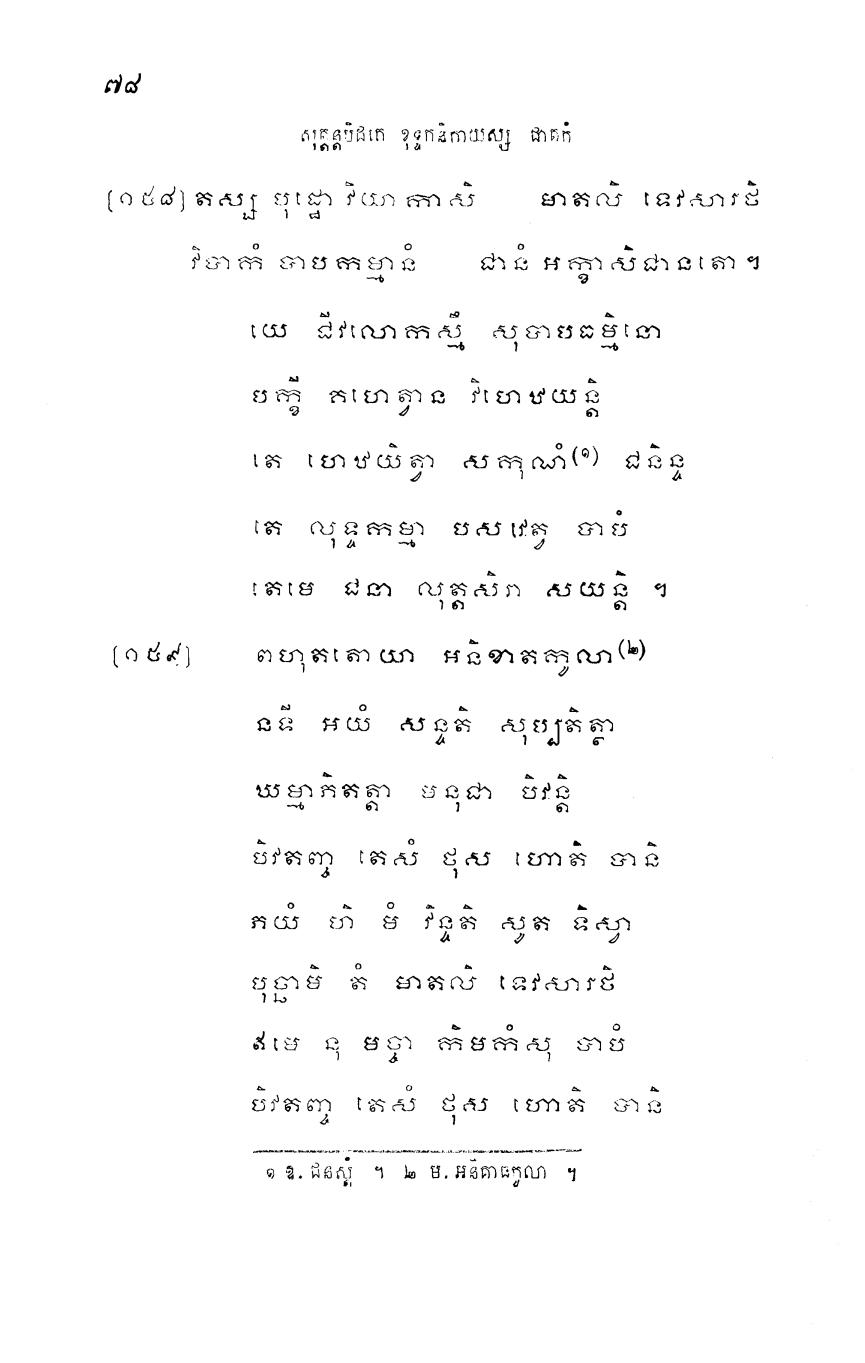 ៧៨
សុត្តន្តបិដកេ ខុទ្ទកនិកាយស្ស ជាតកំ
[១៥៨] តស្ស បុដ្ឋោ វិយាកាសិ មាតលិ ទេវសារថិ
វិបាកំ បាបកម្មានំ ជានំ អក្ខាសិជានតោ ។
យេ ជីវលោកស្មឹ សុបាបធម្មិនោ
បក្ខី គហេត្វាន វិហេឋយន្តិ
តេ ហេឋយិត្វា សកុណំ(១) ជនិន្ទ
តេ លុទ្ទកម្មា បសវេត្វ បាបំ
តេមេ ជនា លុត្តសិរា សយន្តិ ។
[១៥៩] ពហុតតោយា អនិខាតកូលា(២)
នទី អយំ សន្ទតិ សុប្បតិត្ថា
ឃម្មាភិតត្តា មនុជា បិវន្តិ
បិវតញ្ច តេសំ ថុស ហោតិ បានិ
ភយំ ហិ មំ វិន្ទតិ សូត ទិស្វា
បុច្ឆាមិ តំ មាតលិ ទេវសារថិ
ឥមេ នុ មច្ចា កិមកំសុ បាបំ
បិវតញ្ច តេសំ ថុស ហោតិ បានិ
១ ឱ. ជនស្ស ។ ២ ម. អនិគាធកូលា ។